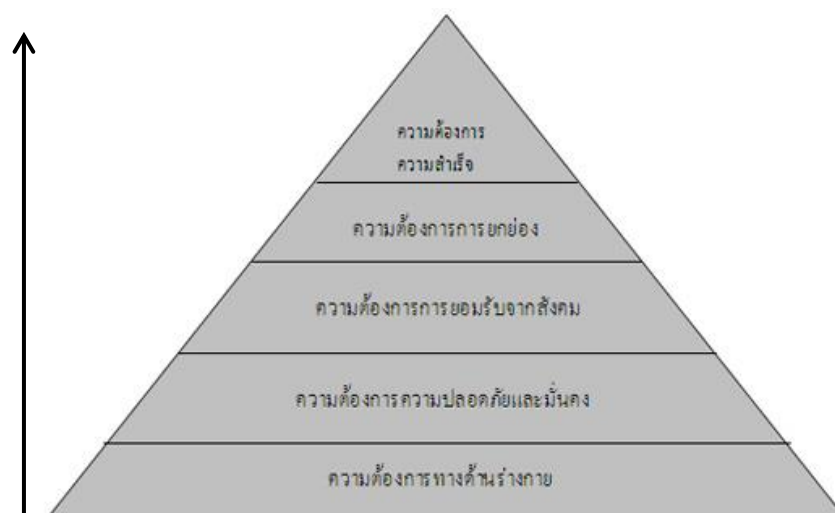 ความต้องการ
ความสำเร็จ
ความต้องการการยกย่อง
ความต้องการการยอมรับจากสังคม
ความต้องการความปลอดภัยและมั่นคง
ความต้องการทางด้านร่างกาย